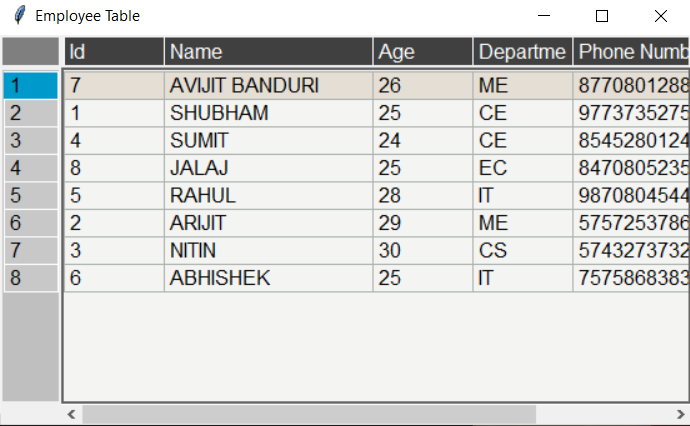 Employee Table
Id Name Age Departme Phone Numb
1 7 AVIJIT BANDURI 26 ME 8770801288
2 1 SHUBHAM 25 CE 9773735275
3 4 SUMIT 24 CE 8545280124
4 8 JALAJ 25 EC 8470805235
5 5 RAHUL 28 IT 9870804544
6 2 ARIJIT 29 ME 5757253786
7 3 NITIN 30 CS 5743273732
8 6 ABHISHEK 25 IT 7575868383